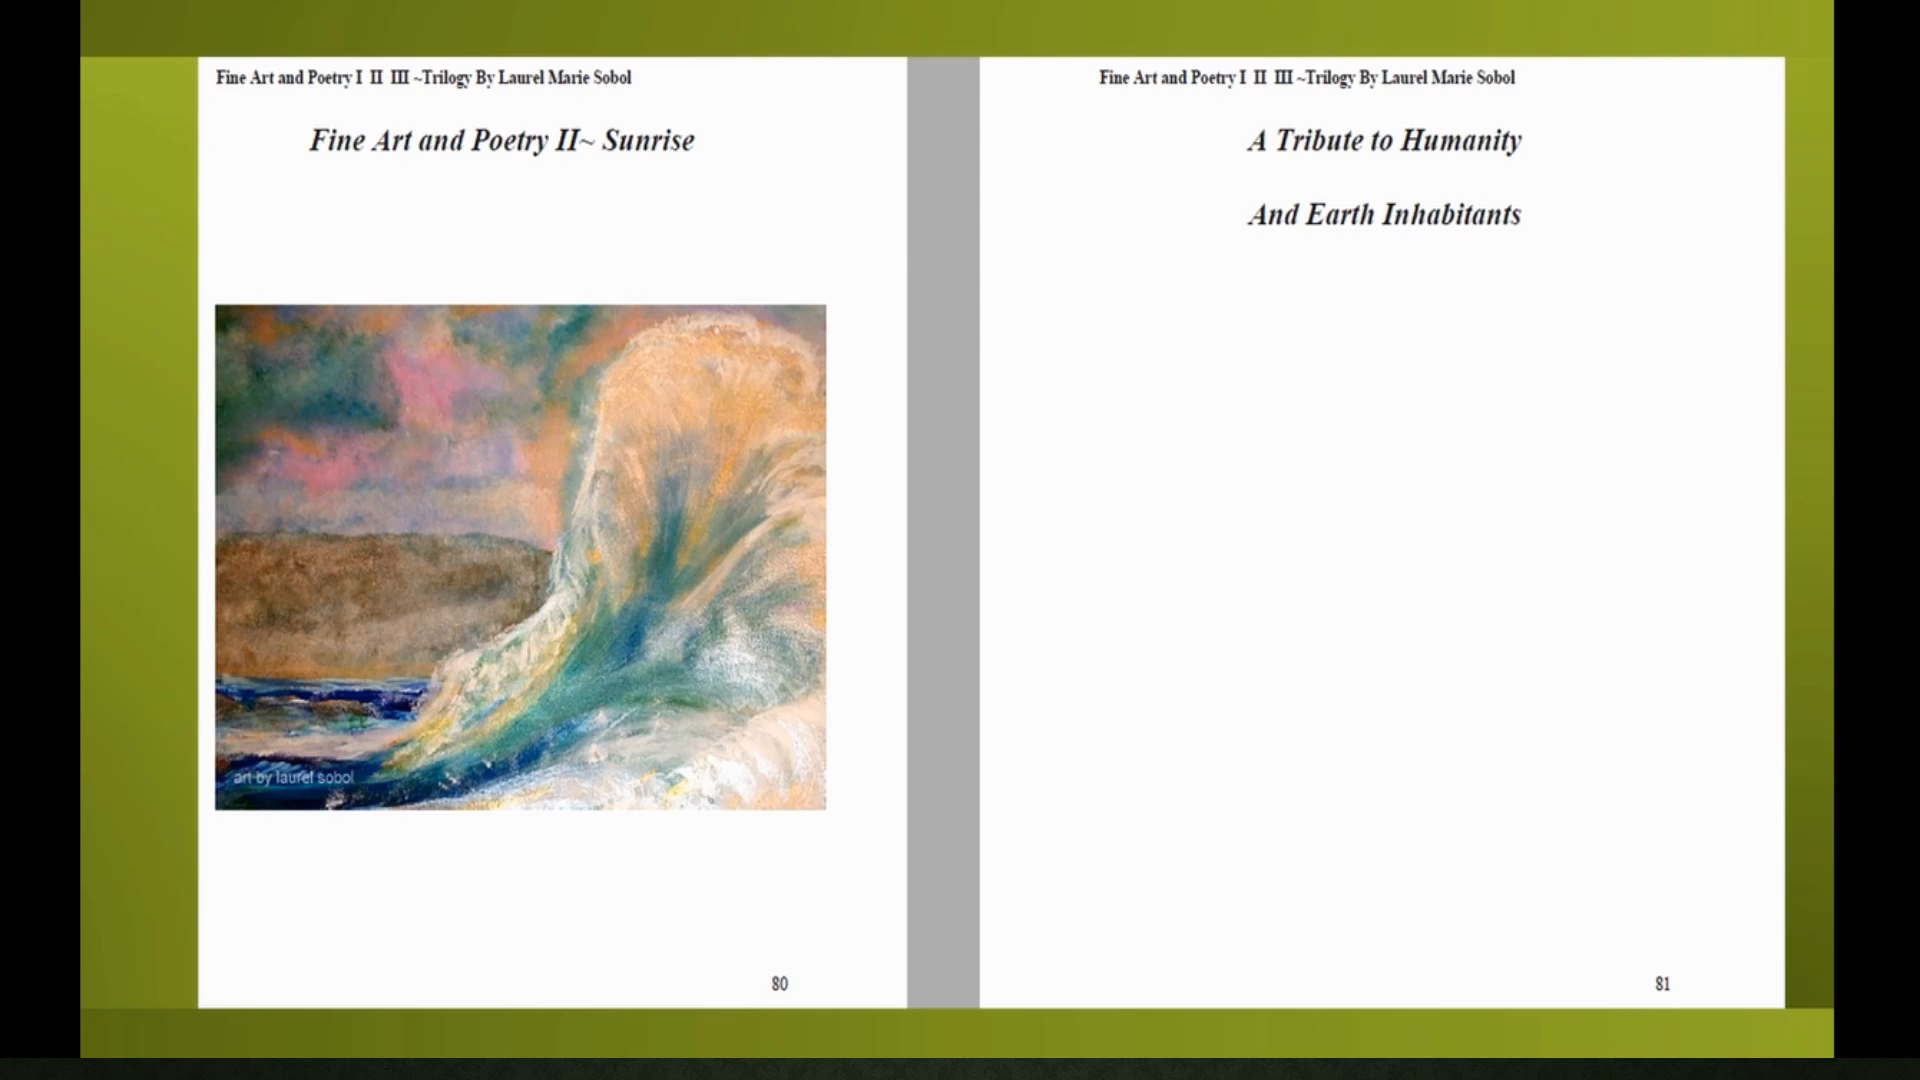 Fine Art and Poetry I II III ~Trilogy By Laurel Marie Sobol
Fine Art and Poetry II~ Sunrise
art by laurel sobol
80
Fine Art and Poetry I II III ~Trilogy By Laurel Marie Sobol
A Tribute to Humanity
And Earth Inhabitants
81